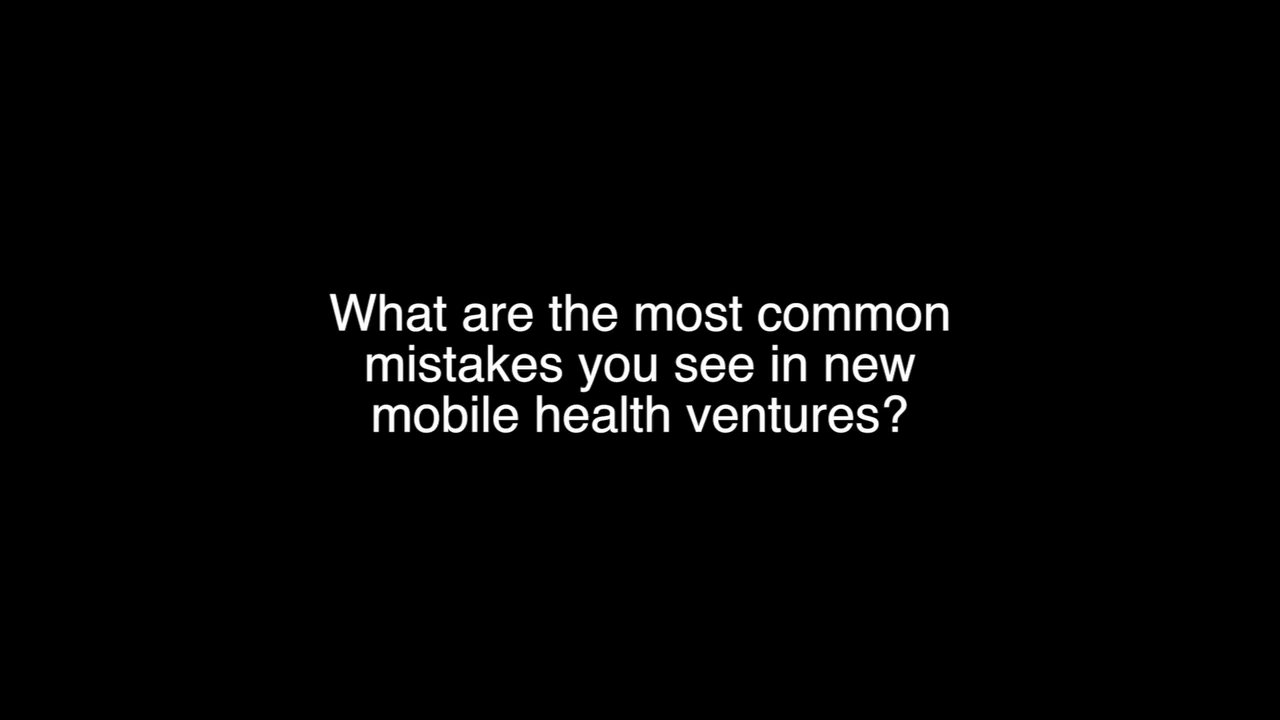 What are the most common
mistakes you see in new
mobile health ventures?